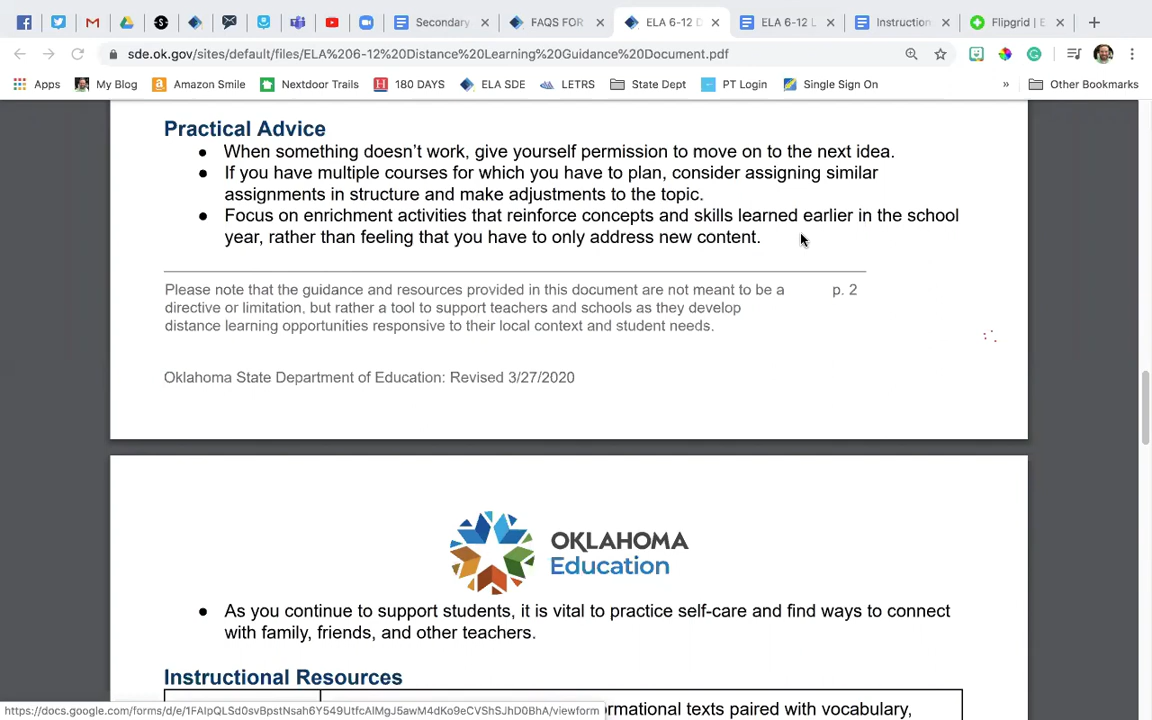 Secondary
FAQS FOR
ELA 6-12 D
ELA 6-12 L
Instruction
Flipgrid | E
sde.ok.gov/sites/default/files/ELA%206-12%20Distance%20Learning%20Guidance%20Document.pdf
Apps
My Blog
Amazon Smile
Nextdoor Trails
180 DAYS
ELA SDE
LETRS
State Dept
PT Login
Single Sign On
»
Other Bookmarks
Practical Advice
● When something doesn't work, give yourself permission to move on to the next idea.
● If you have multiple courses for which you have to plan, consider assigning similar
assignments in structure and make adjustments to the topic.
● Focus on enrichment activities that reinforce concepts and skills learned earlier in the school
year, rather than feeling that you have to only address new content.
Please note that the guidance and resources provided in this document are not meant to be a p. 2
directive or limitation, but rather a tool to support teachers and schools as they develop
distance learning opportunities responsive to their local context and student needs.
Oklahoma State Department of Education: Revised 3/27/2020
OKLAHOMA
Education
● As you continue to support students, it is vital to practice self-care and find ways to connect
with family, friends, and other teachers.
Instructional Resources
rmational texts paired with vocabulary,
https://docs.google.com/forms/d/e/1FAIpQLSd0svBpstNsah6Y549UtfcAlMgJ5awM4dKo9eCVShSJhD0BhA/viewform